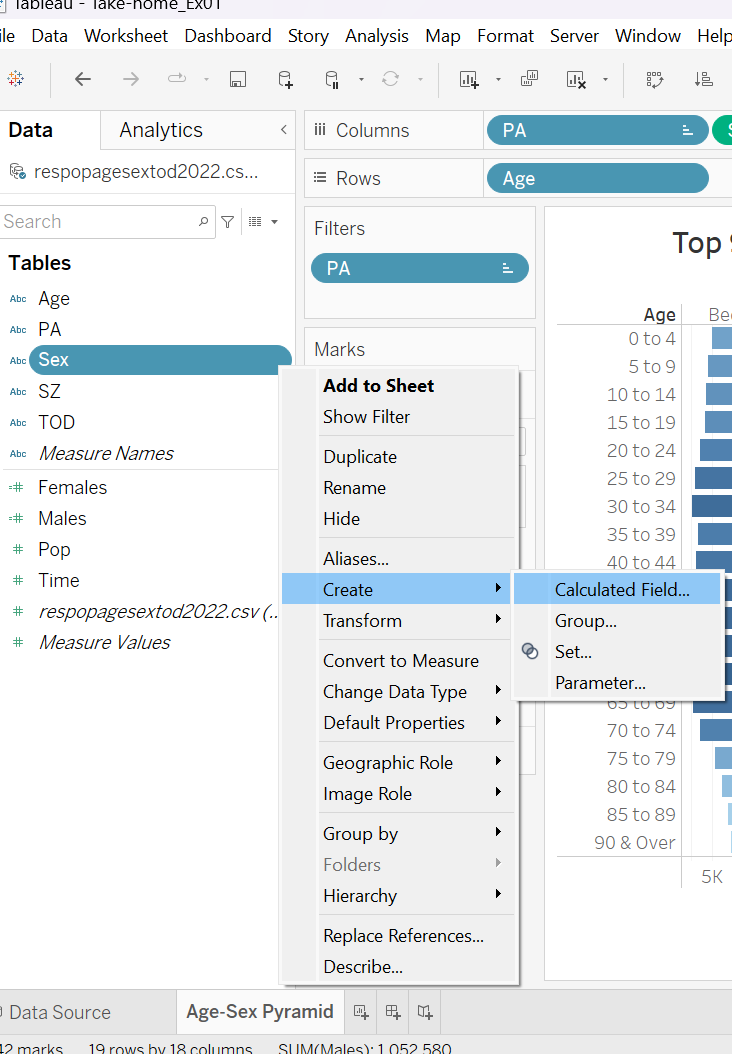 Tableau - Take-home_Ex01
ile Data Worksheet Dashboard Story Analysis Map Format Server Window Help
Data Analytics
Columns PA
respopagesextod2022.cs...
Rows Age
Search
Filters
PA
Top
Tables
Abc Age
Abc PA
Abc Sex
Abc SZ
Abc TOD
Abc Measure Names
Females
Males
Pop
Time
respopagesextod2022.csv (..
Measure Values
Marks
Add to Sheet
Show Filter
Duplicate
Rename
Hide
Aliases...
Create
Transform
Convert to Measure
Change Data Type
Default Properties
Geographic Role
Image Role
Group by
Folders
Hierarchy
Replace References...
Describe...
Calculated Field...
Group...
Set...
Parameter...
Age Be
0 to 4
5 to 9
10 to 14
15 to 19
20 to 24
25 to 29
30 to 34
35 to 39
40 to 44
65 to 69
70 to 74
75 to 79
80 to 84
85 to 89
90 & Over
5K
Data Source Age-Sex Pyramid
42 marks 19 rows by 18 columns SUM(Males): 1,052,580